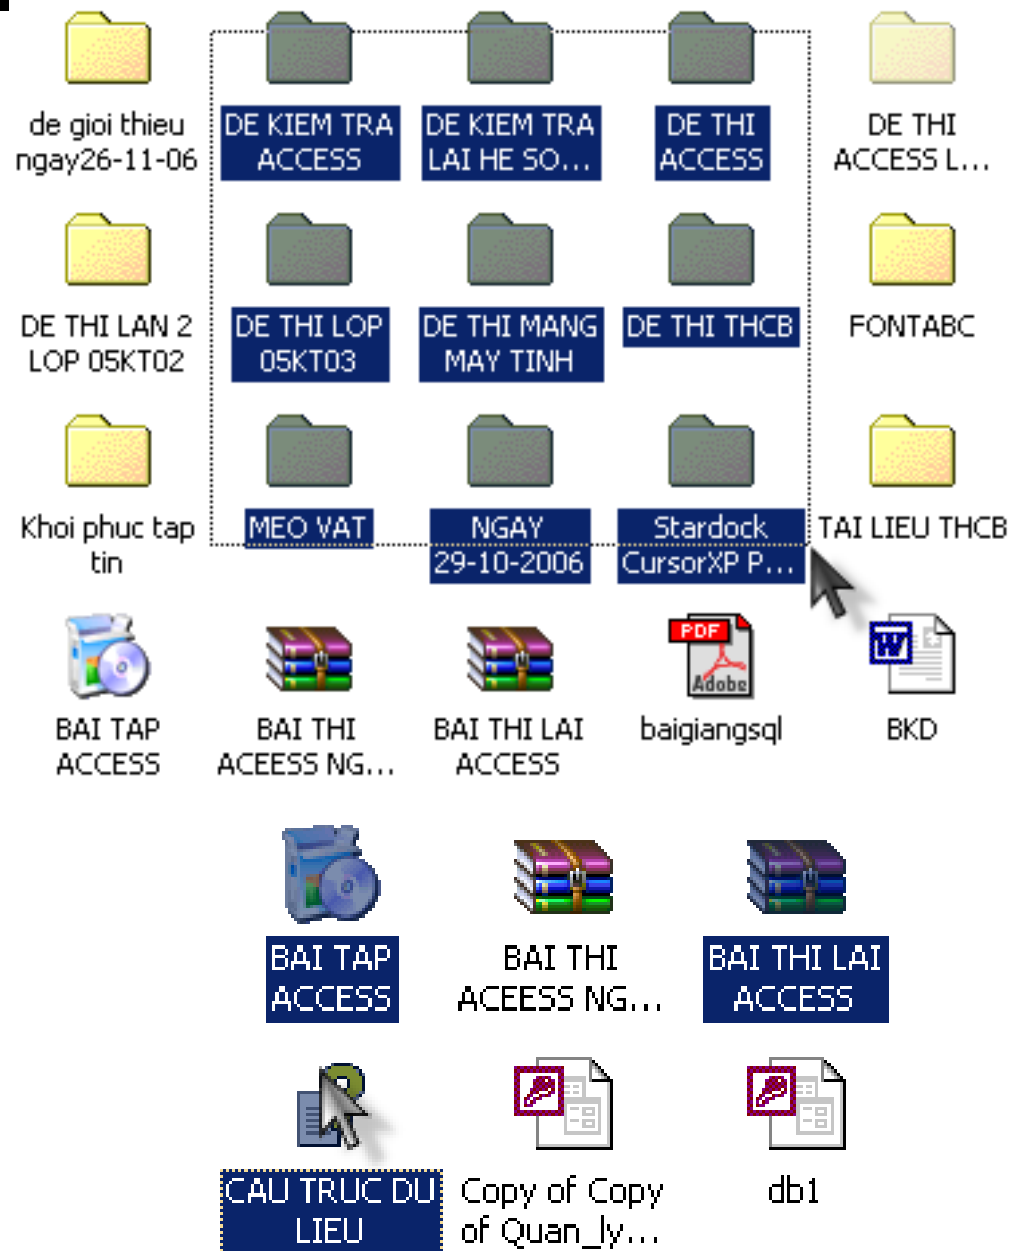 de gioi thieu
ngay26-11-06
DE KIEM TRA
ACCESS
DE KIEM TRA
LAI HE SO...
DE THI
ACCESS
DE THI
ACCESS L...
DE THI LAN 2
LOP 05KT02
DE THI LOP
05KT03
DE THI MANG
MAY TINH
DE THI THCB
FONTABC
Khoi phuc tap
tin
MEO VAT
NGAY
29-10-2006
Stardock
CursorXP P...
TAI LIEU THCB
PDF
Adobe
W
BAI TAP
ACCESS
BAI THI
ACEESS NG...
BAI THI LAI
ACCESS
baigiangsql
BKD
BAI TAP
ACCESS
BAI THI
ACEESS NG...
BAI THI LAI
ACCESS
CAU TRUC DU
LIEU
Copy of Copy
of Quan_ly...
db1